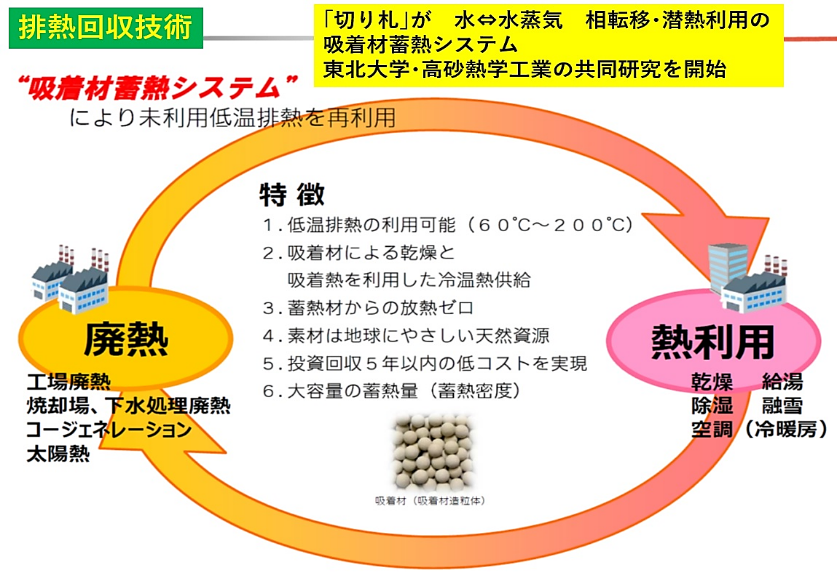 排熱回収技術
「切り札」が　水⇔水蒸気　相転移・潜熱利用の
吸着材蓄熱システム
東北大学・高砂熱学工業の共同研究を開始
“吸着材蓄熱システム”
により未利用低温排熱を再利用
特 徴
１．低温排熱の利用可能（６０℃～２００℃）
２．吸着材による乾燥と
吸着熱を利用した冷温熱供給
３．蓄熱材からの放熱ゼロ
４．素材は地球にやさしい天然資源
５．投資回収５年以内の低コストを実現
６．大容量の蓄熱量（蓄熱密度）
吸着材（吸着材造粒体）
廃熱
工場廃熱
焼却場、下水処理廃熱
コージェネレーション
太陽熱
熱利用
乾燥　給湯
除湿　融雪
空調（冷暖房）